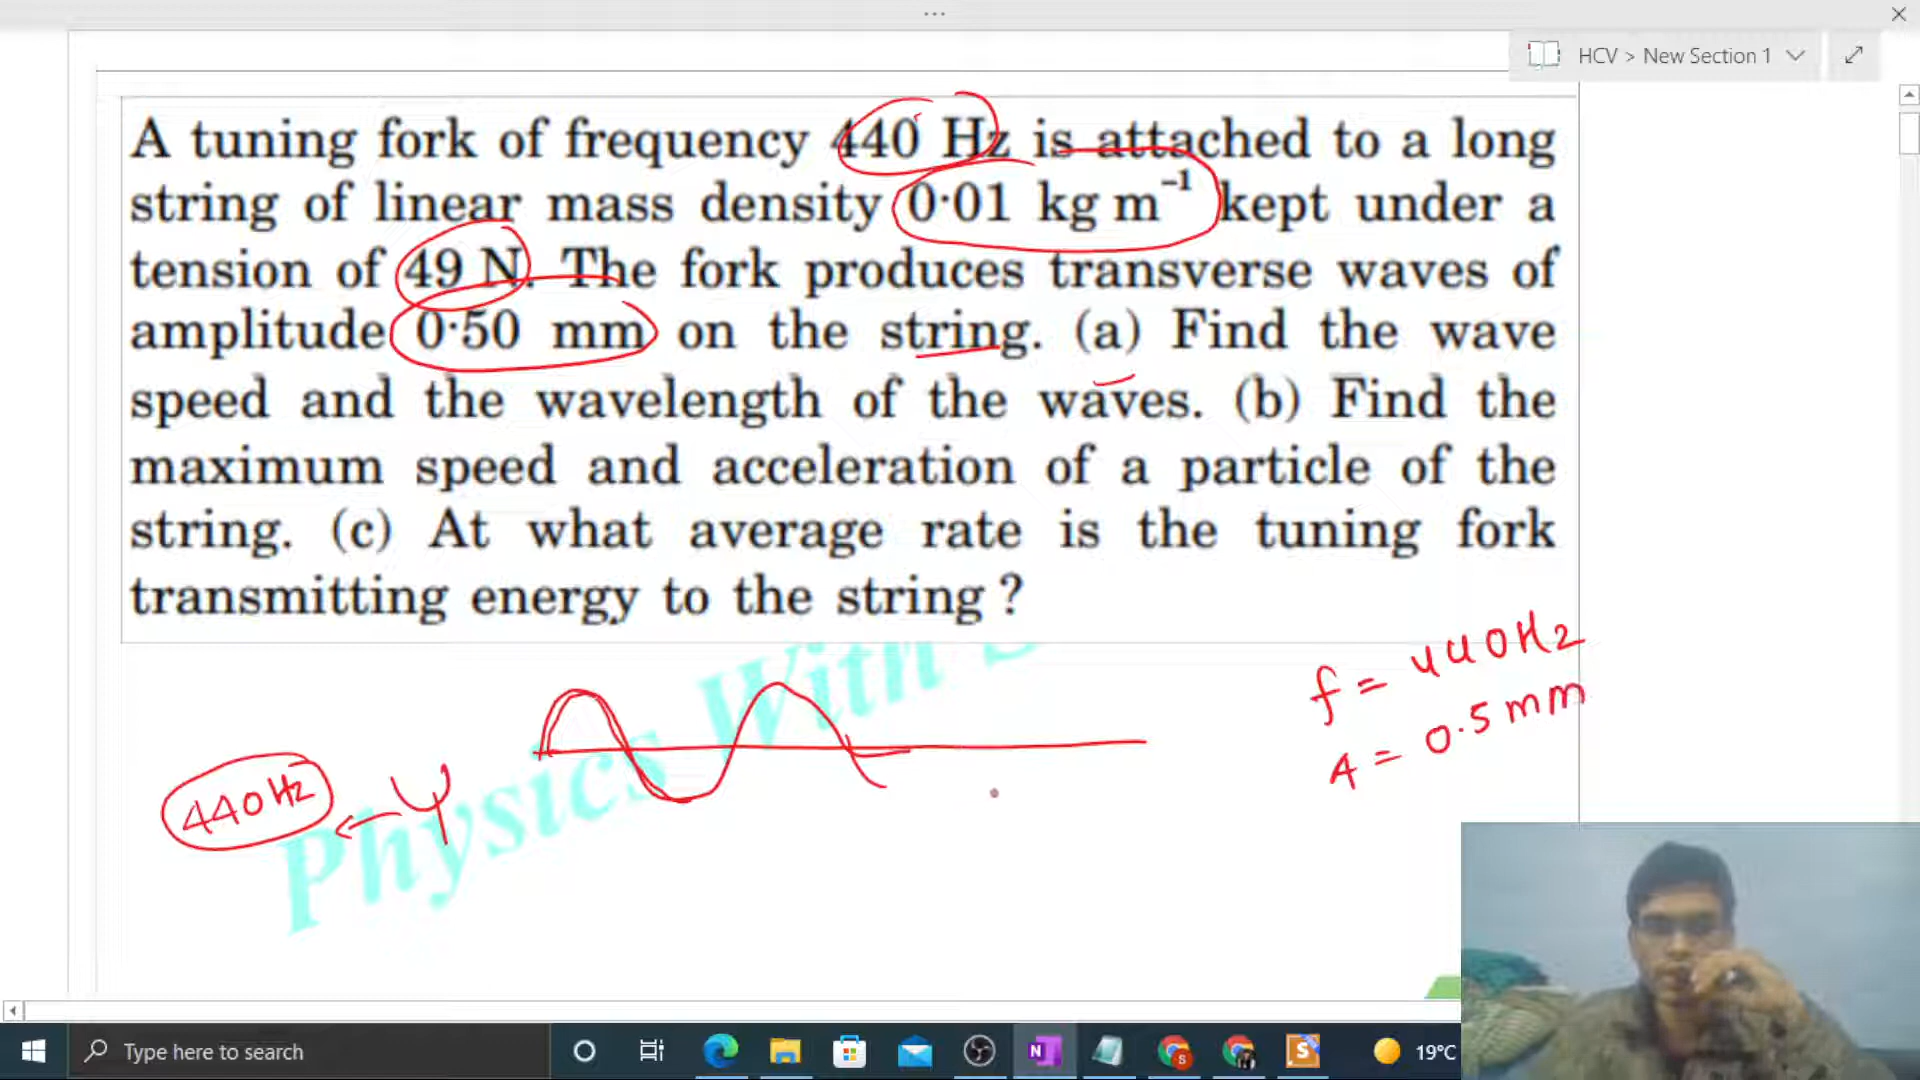 ...
HCV > New Section 1
A tuning fork of frequency 440 Hz is attached to a long
string of linear mass density 0·01 kg m⁻¹ kept under a
tension of 49 N. The fork produces transverse waves of
amplitude 0·50 mm on the string. (a) Find the wave
speed and the wavelength of the waves. (b) Find the
maximum speed and acceleration of a particle of the
string. (c) At what average rate is the tuning fork
transmitting energy to the string ?
Physics With
f = 440Hz
A = 0.5 mm
440Hz
Type here to search
19°C